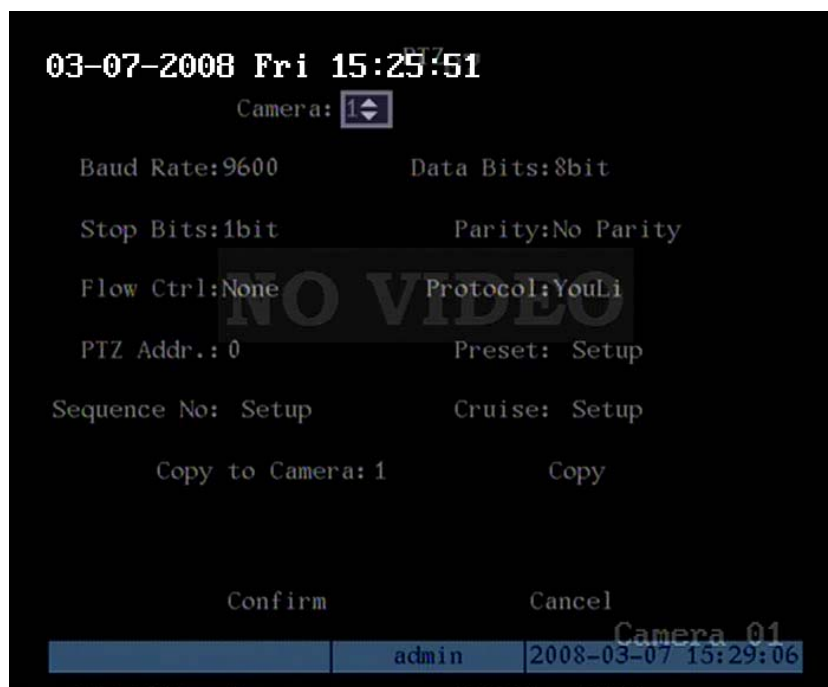 03-07-2008 Fri 15:25:51
Camera: 1
Baud Rate:9600 Data Bits:8bit
Stop Bits:1bit Parity:No Parity
Flow Ctrl:None Protocol:YouLi
NO VIDEO
PTZ Addr.: 0 Preset: Setup
Sequence No: Setup Cruise: Setup
Copy to Camera: 1 Copy
Confirm Cancel
Camera 01
admin 2008-03-07 15:29:06